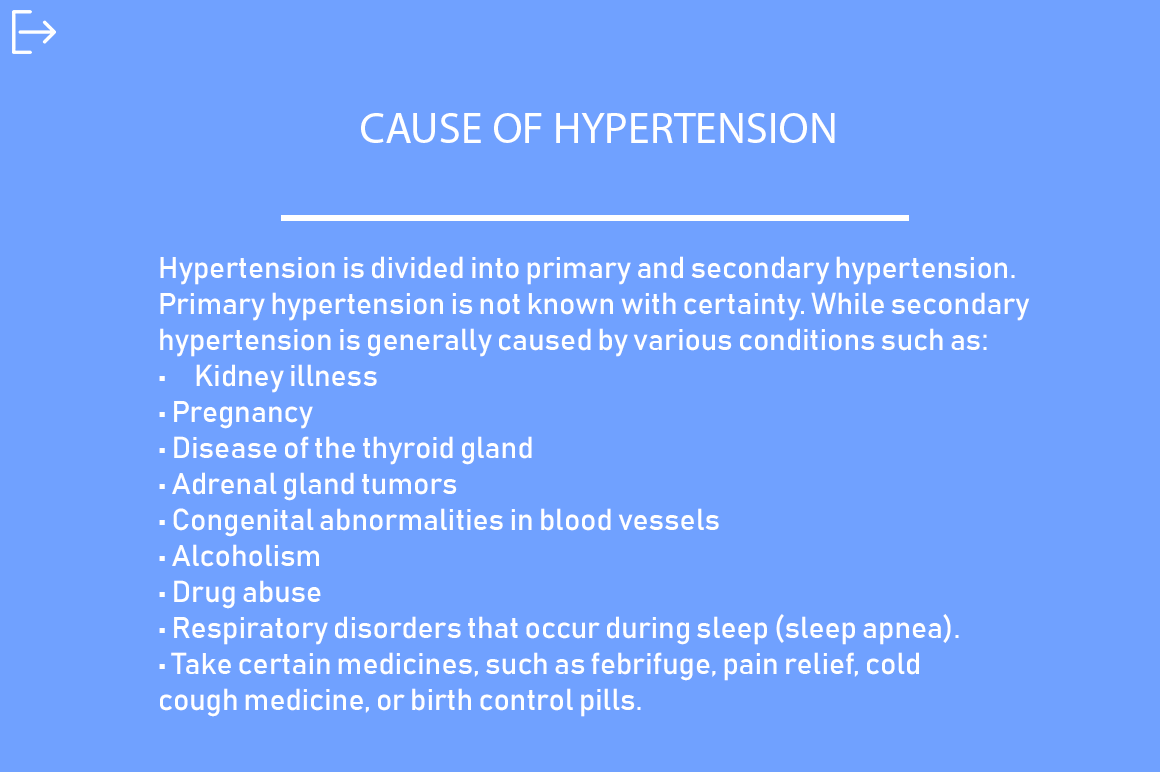 CAUSE OF HYPERTENSION
Hypertension is divided into primary and secondary hypertension.
Primary hypertension is not known with certainty. While secondary
hypertension is generally caused by various conditions such as:
▪ Kidney illness
▪ Pregnancy
▪ Disease of the thyroid gland
▪ Adrenal gland tumors
▪ Congenital abnormalities in blood vessels
▪ Alcoholism
▪ Drug abuse
▪ Respiratory disorders that occur during sleep (sleep apnea).
▪ Take certain medicines, such as febrifuge, pain relief, cold
cough medicine, or birth control pills.